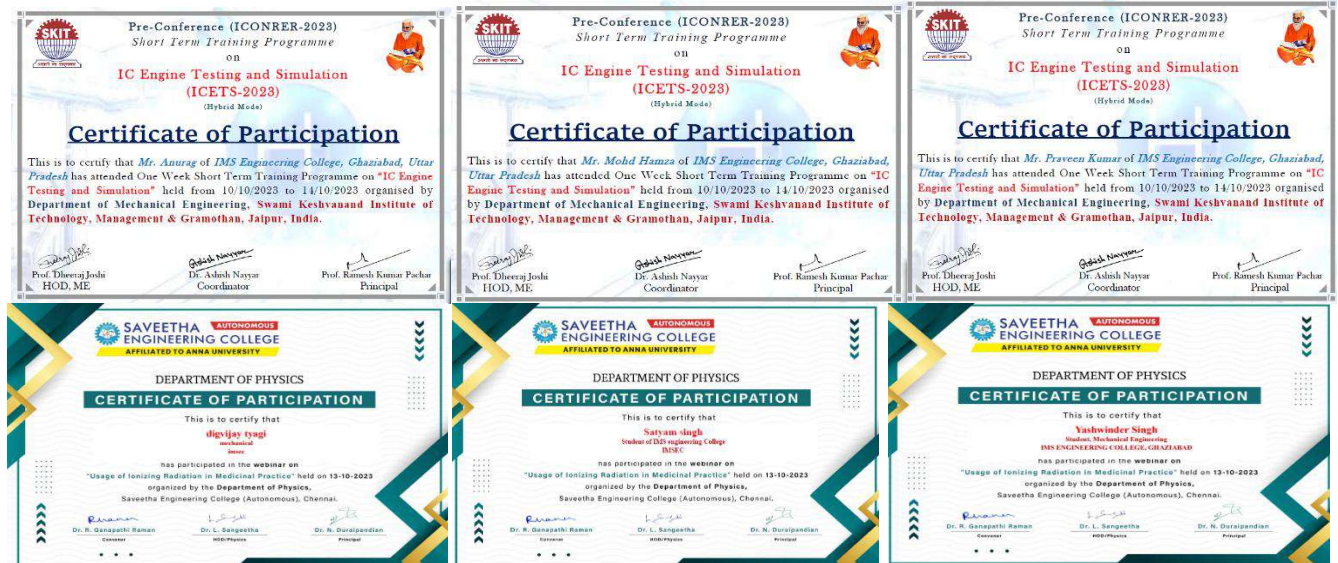 SKIT
Pre-Conference (ICONRER-2023)
Short Term Training Programme
on
IC Engine Testing and Simulation
(ICETS-2023)
(Hybrid Mode)
Certificate of Participation
This is to certify that Mr. Anurag of IMS Engineering College, Ghaziabad, Uttar
Pradesh has attended One Week Short Term Training Programme on “IC Engine
Testing and Simulation” held from 10/10/2023 to 14/10/2023 organised by
Department of Mechanical Engineering, Swami Keshvanand Institute of
Technology, Management & Gramothan, Jaipur, India.
Prof. Dheeraj Joshi
HOD, ME
Dr. Ashish Nayyar
Coordinator
Prof. Ramesh Kumar Pachar
Principal
SKIT
Pre-Conference (ICONRER-2023)
Short Term Training Programme
on
IC Engine Testing and Simulation
(ICETS-2023)
(Hybrid Mode)
Certificate of Participation
This is to certify that Mr. Mohd Hamza of IMS Engineering College, Ghaziabad,
Uttar Pradesh has attended One Week Short Term Training Programme on “IC
Engine Testing and Simulation” held from 10/10/2023 to 14/10/2023 organised
by Department of Mechanical Engineering, Swami Keshvanand Institute of
Technology, Management & Gramothan, Jaipur, India.
Ashish Nayyar
Prof. Dheeraj Joshi
HOD, ME
Dr. Ashish Nayyar
Coordinator
Prof. Ramesh Kumar Pachar
Principal
SKIT
Pre-Conference (ICONRER-2023)
Short Term Training Programme
on
IC Engine Testing and Simulation
(ICETS-2023)
(Hybrid Mode)
Certificate of Participation
This is to certify that Mr. Praveen Kumar of IMS Engineering College, Ghaziabad,
Uttar Pradesh has attended One Week Short Term Training Programme on “IC
Engine Testing and Simulation” held from 10/10/2023 to 14/10/2023 organised
by Department of Mechanical Engineering, Swami Keshvanand Institute of
Technology, Management & Gramothan, Jaipur, India.
Ashish Nayyar
Prof. Dheeraj Joshi
HOD, ME
Dr. Ashish Nayyar
Coordinator
Prof. Ramesh Kumar Pachar
Principal
SAVEETHA AUTONOMOUS
ENGINEERING COLLEGE
AFFILIATED TO ANNA UNIVERSITY
DEPARTMENT OF PHYSICS
CERTIFICATE OF PARTICIPATION
This is to certify that
digvijay tyagi
mechanical
imsec
has participated in the webinar on
"Usage of Ionizing Radiation in Medicinal Practice" held on 13-10-2023
organized by the Department of Physics,
Saveetha Engineering College (Autonomous), Chennai.
Dr. R. Ganapathi Raman
Convenor
Dr. L. Sangeetha
HOD/Physics
Dr. N. Duraipandian
Principal
SAVEETHA AUTONOMOUS
ENGINEERING COLLEGE
AFFILIATED TO ANNA UNIVERSITY
DEPARTMENT OF PHYSICS
CERTIFICATE OF PARTICIPATION
This is to certify that
Satyam singh
Student of IMS engineering College
IMSEC
has participated in the webinar on
"Usage of Ionizing Radiation in Medicinal Practice" held on 13-10-2023
organized by the Department of Physics,
Saveetha Engineering College (Autonomous), Chennai.
Dr. R. Ganapathi Raman
Convenor
Dr. L. Sangeetha
HOD/Physics
Dr. N. Duraipandian
Principal
SAVEETHA AUTONOMOUS
ENGINEERING COLLEGE
AFFILIATED TO ANNA UNIVERSITY
DEPARTMENT OF PHYSICS
CERTIFICATE OF PARTICIPATION
This is to certify that
Yashwinder Singh
Student, Mechanical Engineering
IMS ENGINEERING COLLEGE, GHAZIABAD
has participated in the webinar on
"Usage of Ionizing Radiation in Medicinal Practice" held on 13-10-2023
organized by the Department of Physics,
Saveetha Engineering College (Autonomous), Chennai.
Dr. R. Ganapathi Raman
Convenor
Dr. L. Sangeetha
HOD/Physics
Dr. N. Duraipandian
Principal